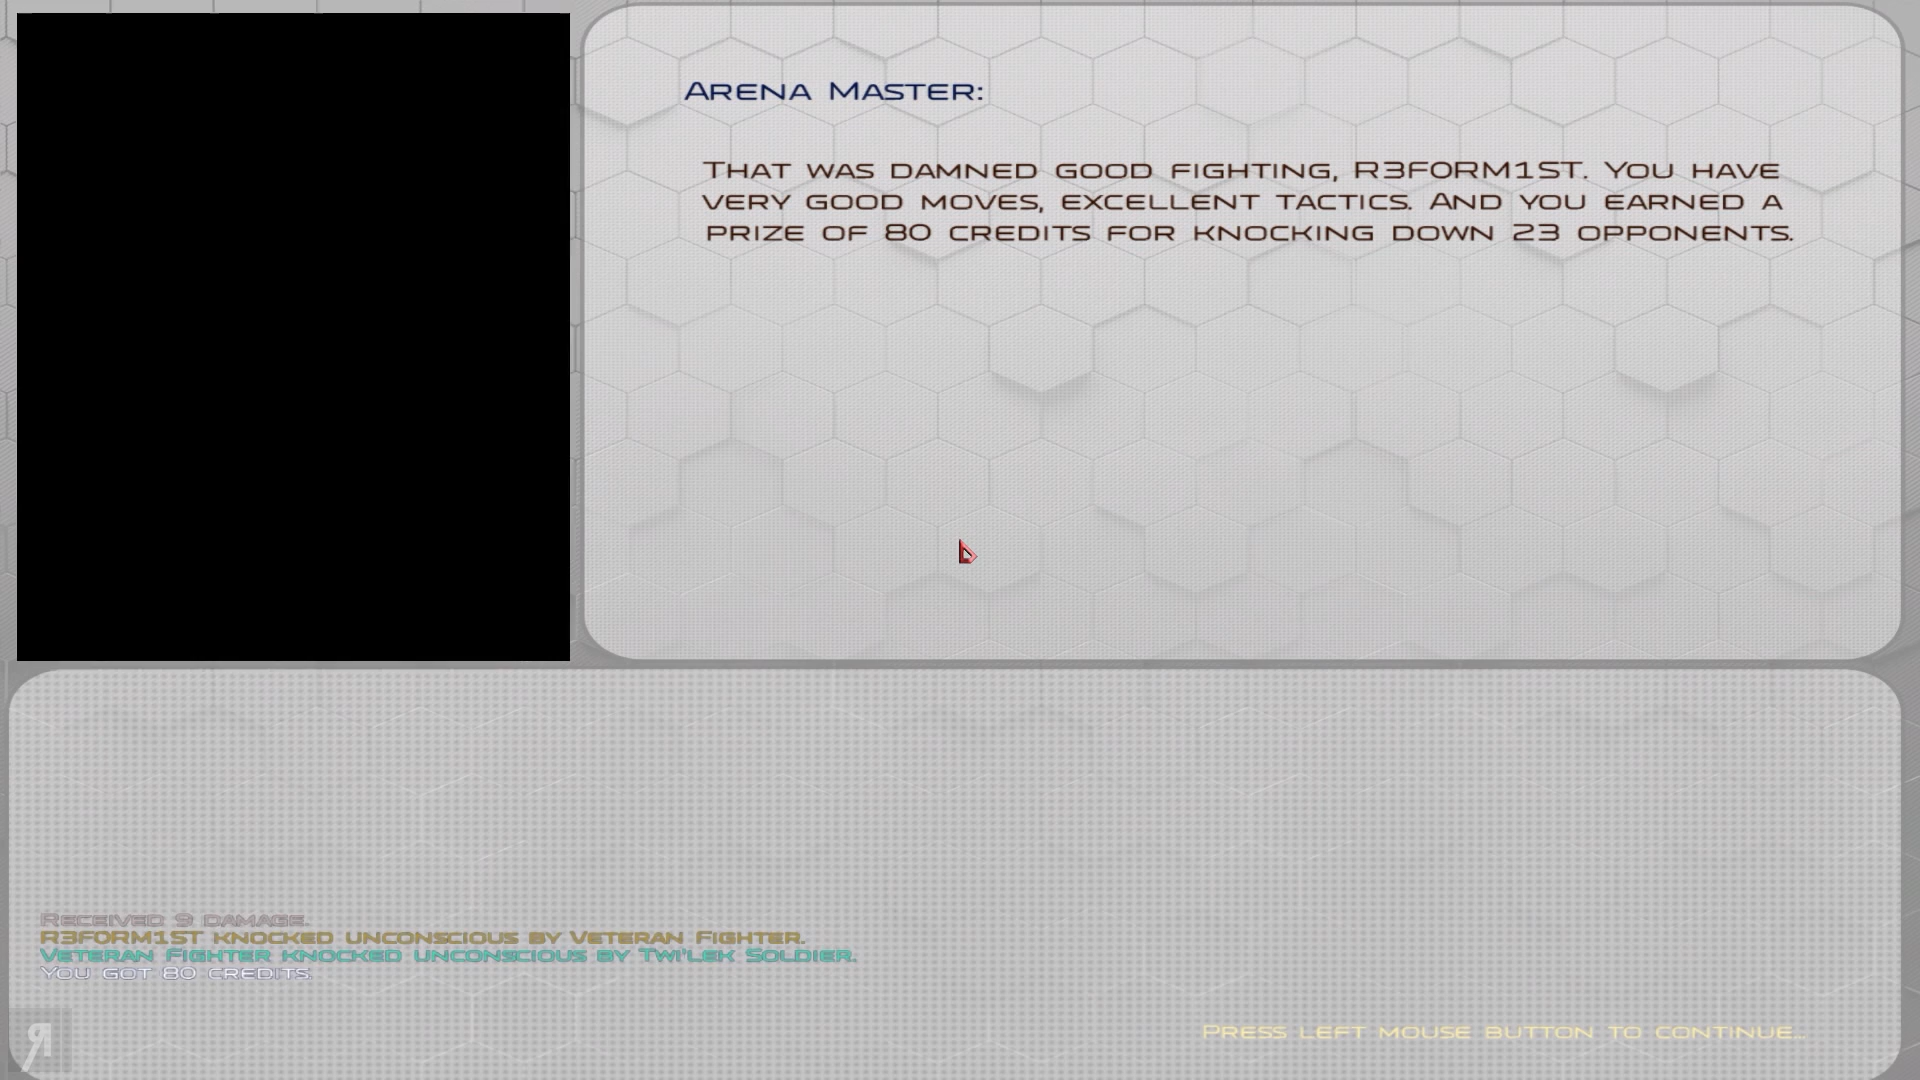 Arena Master:
That was damned good fighting, R3FORM1ST. You have
very good moves, excellent tactics. And you earned a
prize of 80 credits for knocking down 23 opponents.
Received 9 damage.
R3FORM1ST knocked unconscious by Veteran Fighter.
Veteran Fighter knocked unconscious by Twi'lek Soldier.
You got 80 credits.
Press left mouse button to continue...